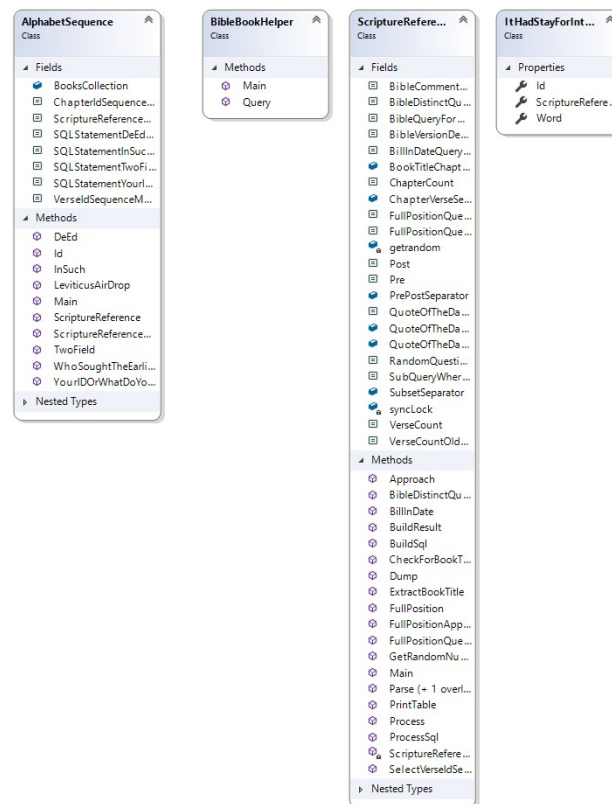 AlphabetSequence
Class
Fields
BooksCollection
ChapterIdSequence...
ScriptureReference...
SQLStatementDeEd...
SQLStatementInSuc...
SQLStatementTwoFi...
SQLStatementYourI...
VerseIdSequenceM...
Methods
DeEd
Id
InSuch
LeviticusAirDrop
Main
ScriptureReference
ScriptureReference...
TwoField
WhoSoughtTheEarli...
YourIDOrWhatDoYo...
Nested Types
BibleBookHelper
Class
Methods
Main
Query
ScriptureRefere...
Class
Fields
BibleComment...
BibleDistinctQu...
BibleQueryFor...
BibleVersionDe...
BillInDateQuery...
BookTitleChapt...
ChapterCount
ChapterVerseSe...
FullPositionQue...
FullPositionQue...
getrandom
Post
Pre
PrePostSeparator
QuoteOfTheDa...
QuoteOfTheDa...
QuoteOfTheDa...
RandomQuesti...
SubQueryWher...
SubsetSeparator
syncLock
VerseCount
VerseCountOld...
Methods
Approach
BibleDistinctQu...
BillInDate
BuildResult
BuildSql
CheckForBookT...
Dump
ExtractBookTitle
FullPosition
FullPositionApp...
FullPositionQue...
GetRandomNu...
Main
Parse (+ 1 overl...
PrintTable
Process
ProcessSql
ScriptureRefere...
SelectVerseIdSe...
Nested Types
ItHadStayForInt...
Class
Properties
Id
ScriptureRefere...
Word